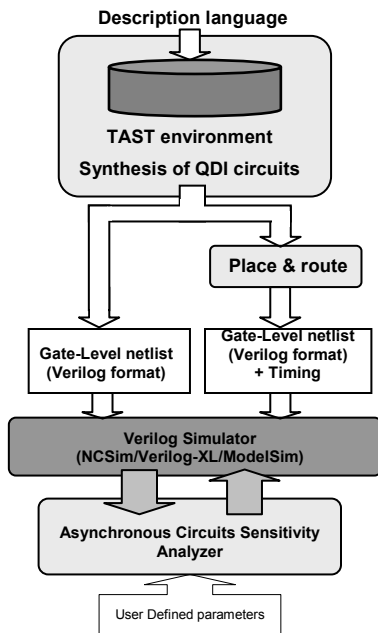 Description language
TAST environment
Synthesis of QDI circuits
Place & route
Gate-Level netlist
(Verilog format)
Gate-Level netlist
(Verilog format)
+ Timing
Verilog Simulator
(NCSim/Verilog-XL/ModelSim)
Asynchronous Circuits Sensitivity
Analyzer
User Defined parameters